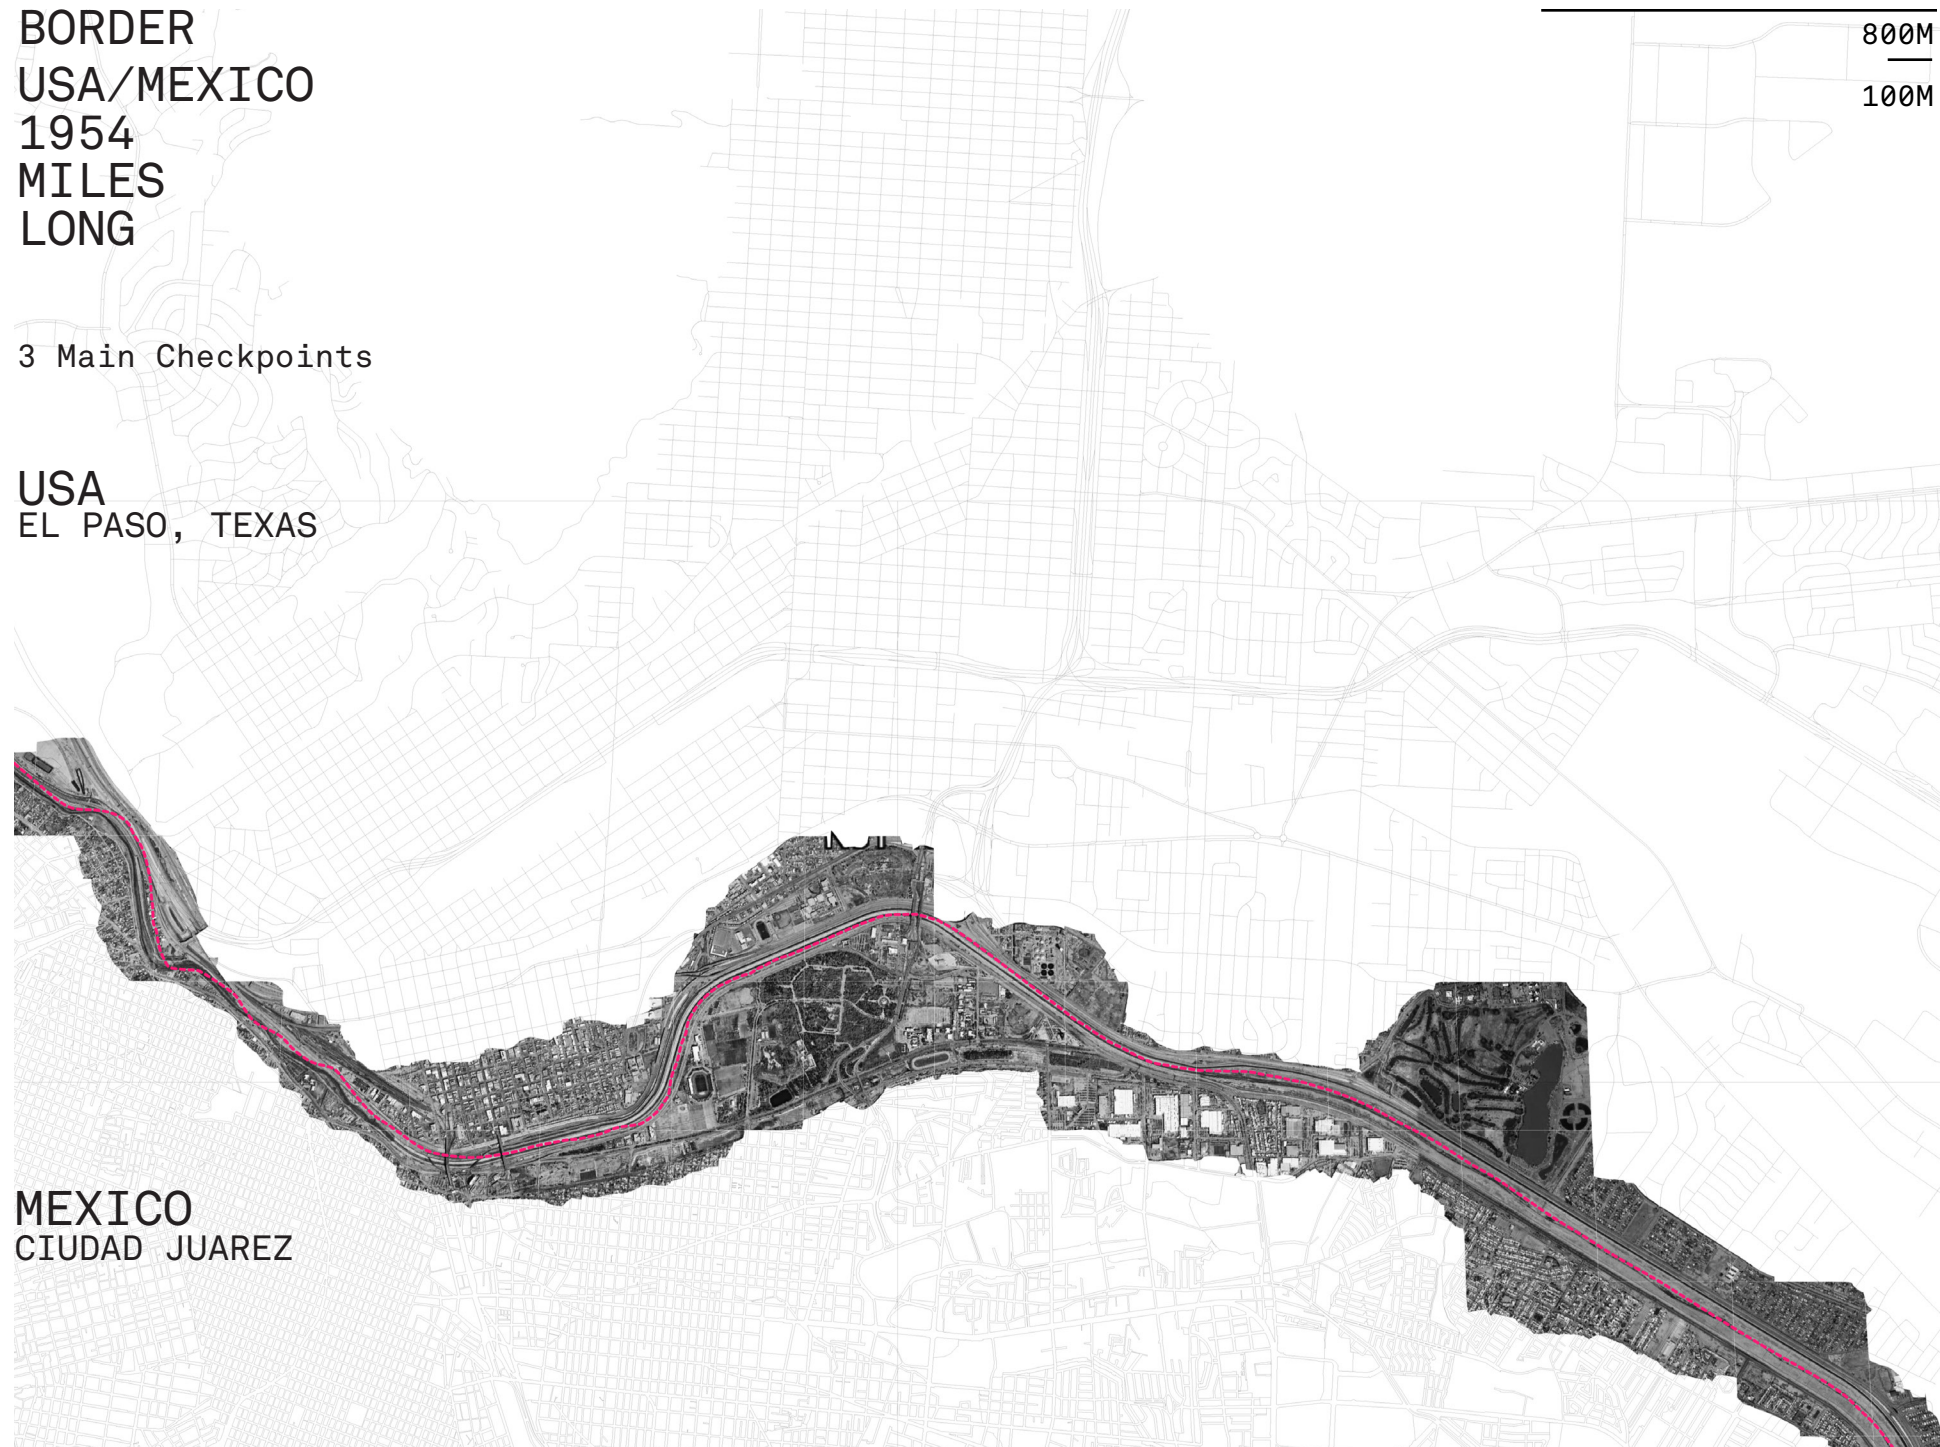 BORDER
USA/MEXICO
1954
MILES
LONG
800M
100M
3 Main Checkpoints
USA
EL PASO, TEXAS
MEXICO
CIUDAD JUAREZ